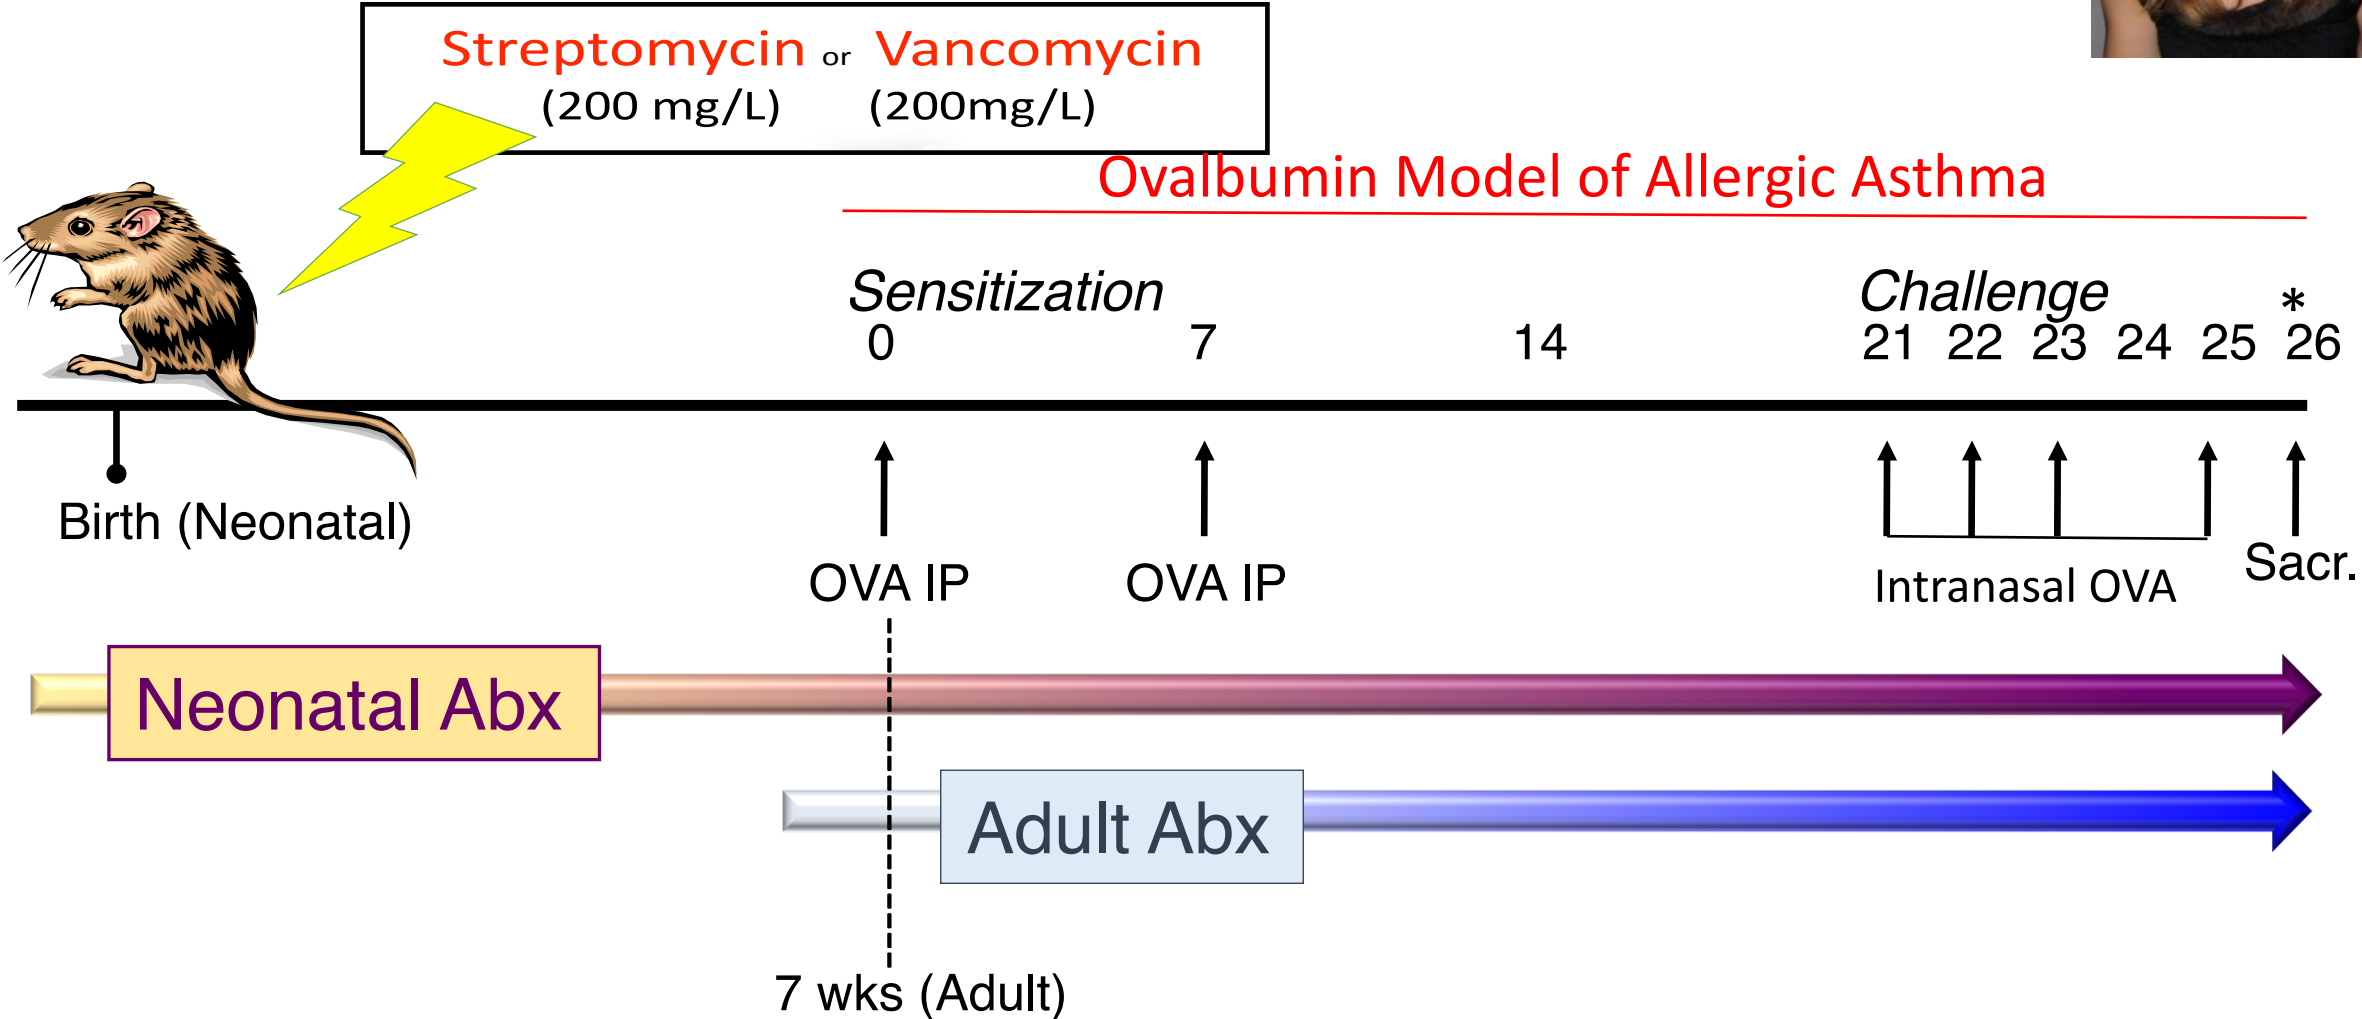 Streptomycin or Vancomycin
(200 mg/L) (200mg/L)
Ovalbumin Model of Allergic Asthma
Sensitization Challenge *
0 7 14 21 22 23 24 25 26
Birth (Neonatal)
OVA IP OVA IP Intranasal OVA Sacr.
Neonatal Abx
Adult Abx
7 wks (Adult)